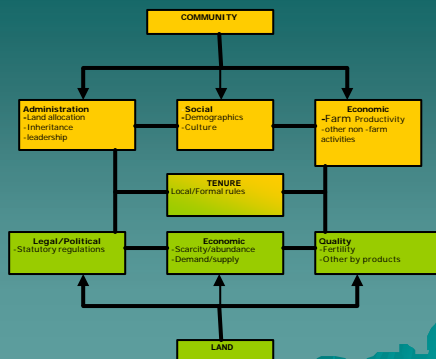 COMMUNITY
Administration
-Land allocation
-Inheritance
-leadership
Social
-Demographics
-Culture
Economic
-Farm Productivity
-other non -farm
activities
TENURE
Local/Formal rules
Legal/Political
-Statutory regulations
Economic
-Scarcity/abundance
-Demand/supply
Quality
-Fertility
-Other by products
LAND